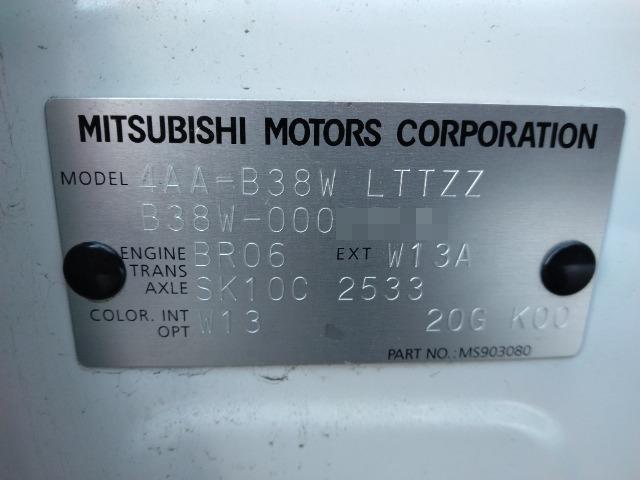 MITSUBISHI MOTORS CORPORATION
MODEL 4AA-B38W LTTZZ
B38W-000
ENGINE BR06 EXT W13A
TRANS
AXLE SK10C 2533
COLOR. INT W13 20G K00
OPT
PART NO.: MS903080